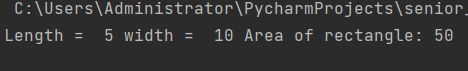 C:\Users\Administrator\PycharmProjects\senior_
Length =  5 width =  10 Area of rectangle: 50